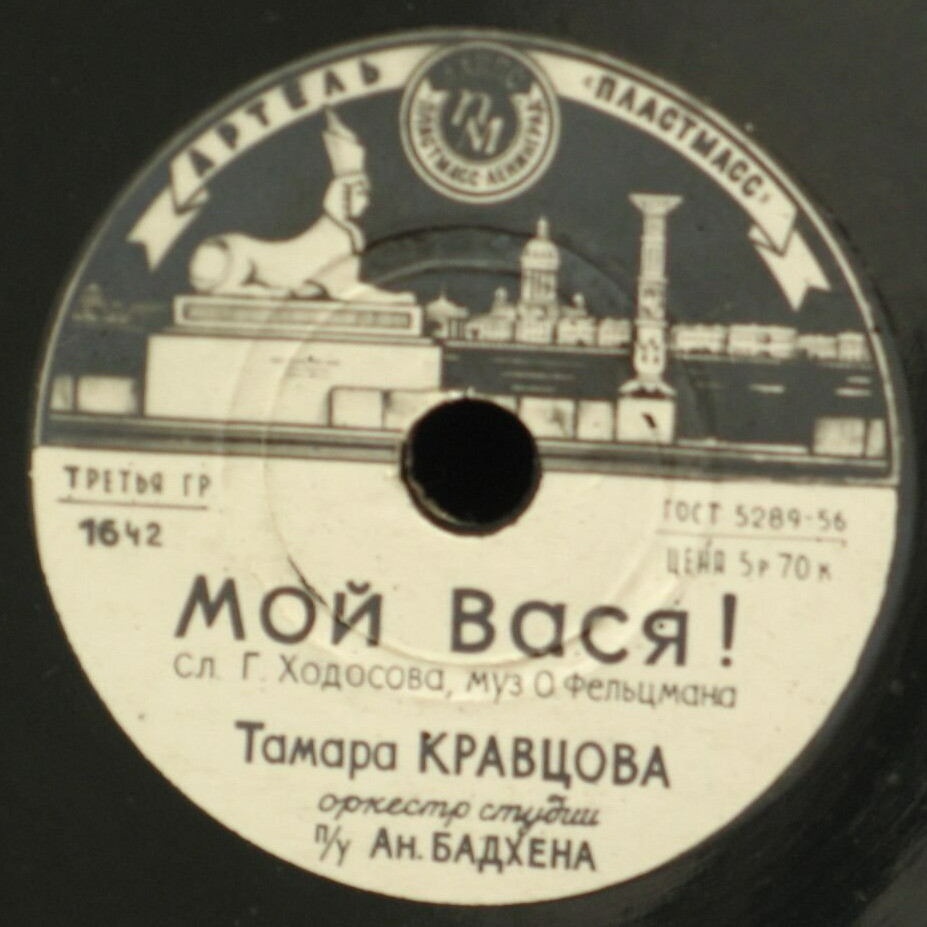 АРТЕЛЬ «ПЛАСТМАСС»
ПМ
ПЛАСТМАСС ЛЕНИНГРАД
ТРЕТЬЯ ГР
ГОСТ 5289-56
1642
ЦЕНА 5р 70 к
Мой Вася!
сл. Г. Ходосова, муз О Фельцмана
Тамара КРАВЦОВА
оркестр студии
п/у Ан. БАДХЕНА